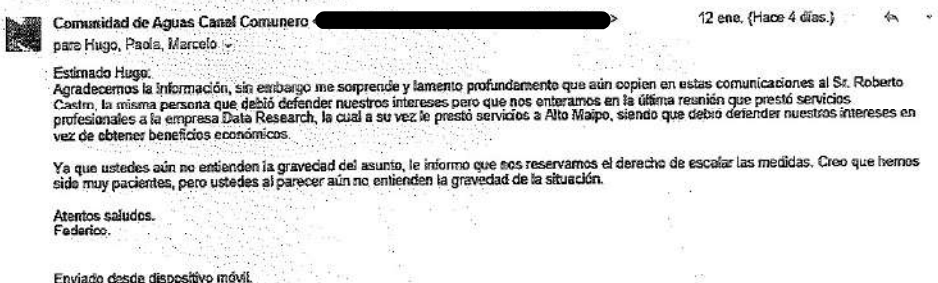 Comunidad de Aguas Canal Comunero < >
12 ene. (Hace 4 días.)
para Hugo, Paola, Marcelo
Estimado Hugo:
Agradecemos la información, sin embargo me sorprende y lamento profundamente que aún copien en estas comunicaciones al Sr. Roberto
Castro, la misma persona que debió defender nuestros intereses pero que nos enteramos en la última reunión que prestó servicios
profesionales a la empresa Data Research, la cual a su vez le prestó servicios a Alto Maipo, siendo que debió defender nuestros intereses en
vez de obtener beneficios económicos.
Ya que ustedes aún no entienden la gravedad del asunto, le informo que nos reservamos el derecho de escalar las medidas. Creo que hemos
sido muy pacientes, pero ustedes al parecer aún no entienden la gravedad de la situación.
Atentos saludos.
Federico.
Enviado desde dispositivo móvil.